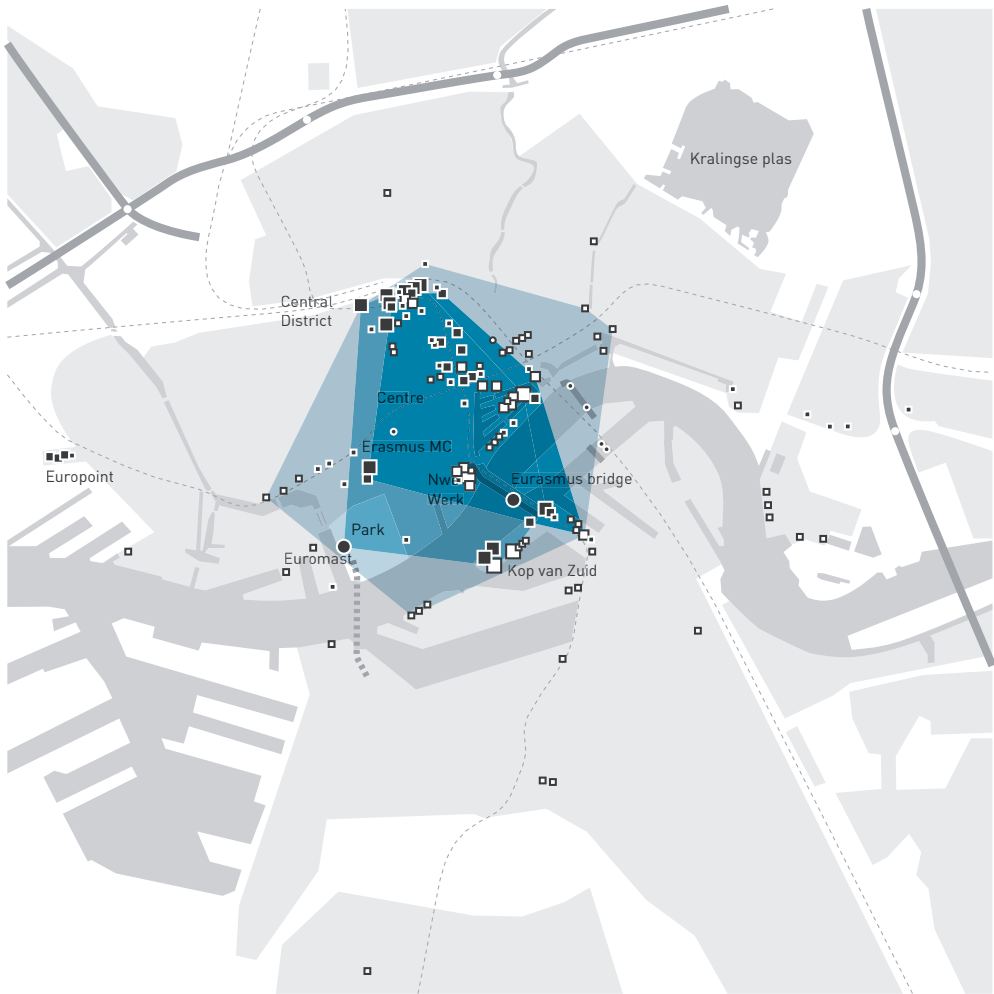 Kralingse plas
Central
District
Centre
Erasmus MC
Europoint
Nwe
Werk
Eurasmus bridge
Park
Euromast
Kop van Zuid